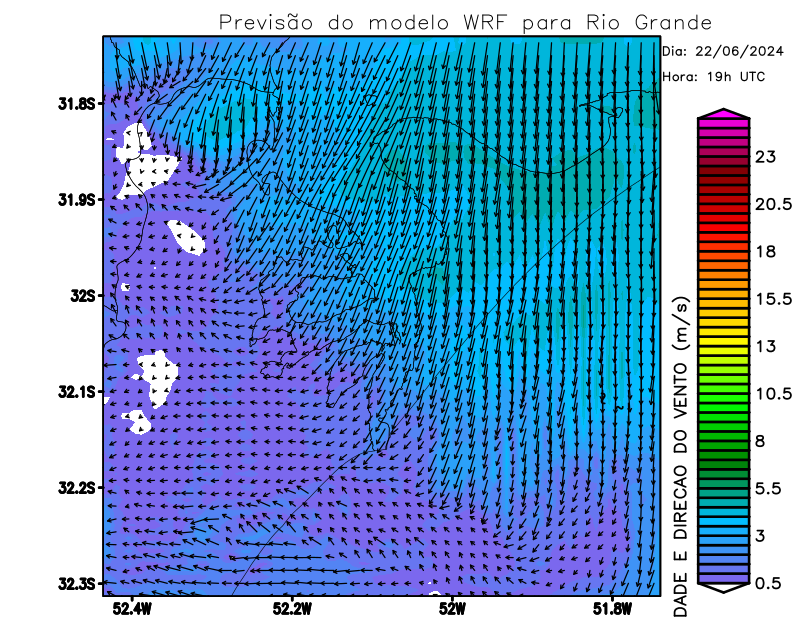 Previsão do modelo WRF para Rio Grande
Dia: 22/06/2024
Hora: 19h UTC
31.8S
31.9S
32S
32.1S
32.2S
32.3S
52.4W
52.2W
52W
51.8W
DADE E DIRECAO DO VENTO (m/s)
23
20.5
18
15.5
13
10.5
8
5.5
3
0.5